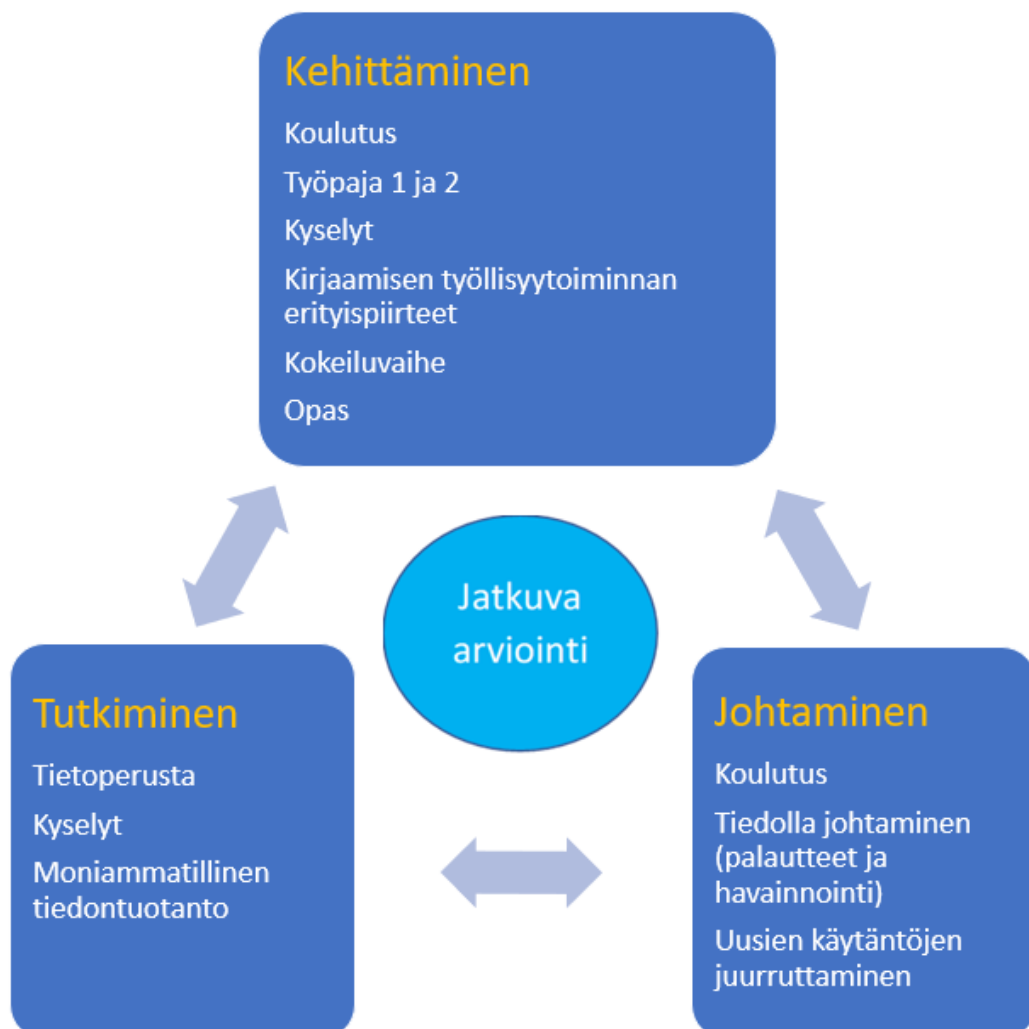 Kehittäminen
Koulutus
Työpaja 1 ja 2
Kyselyt
Kirjaamisen työllisyytoiminnan
erityispiirteet
Kokeiluvaihe
Opas
Jatkuva
arviointi
Tutkiminen
Tietoperusta
Kyselyt
Moniammatillinen
tiedontuotanto
Johtaminen
Koulutus
Tiedolla johtaminen
(palautteet ja
havainnointi)
Uusien käytäntöjen
juurruttaminen